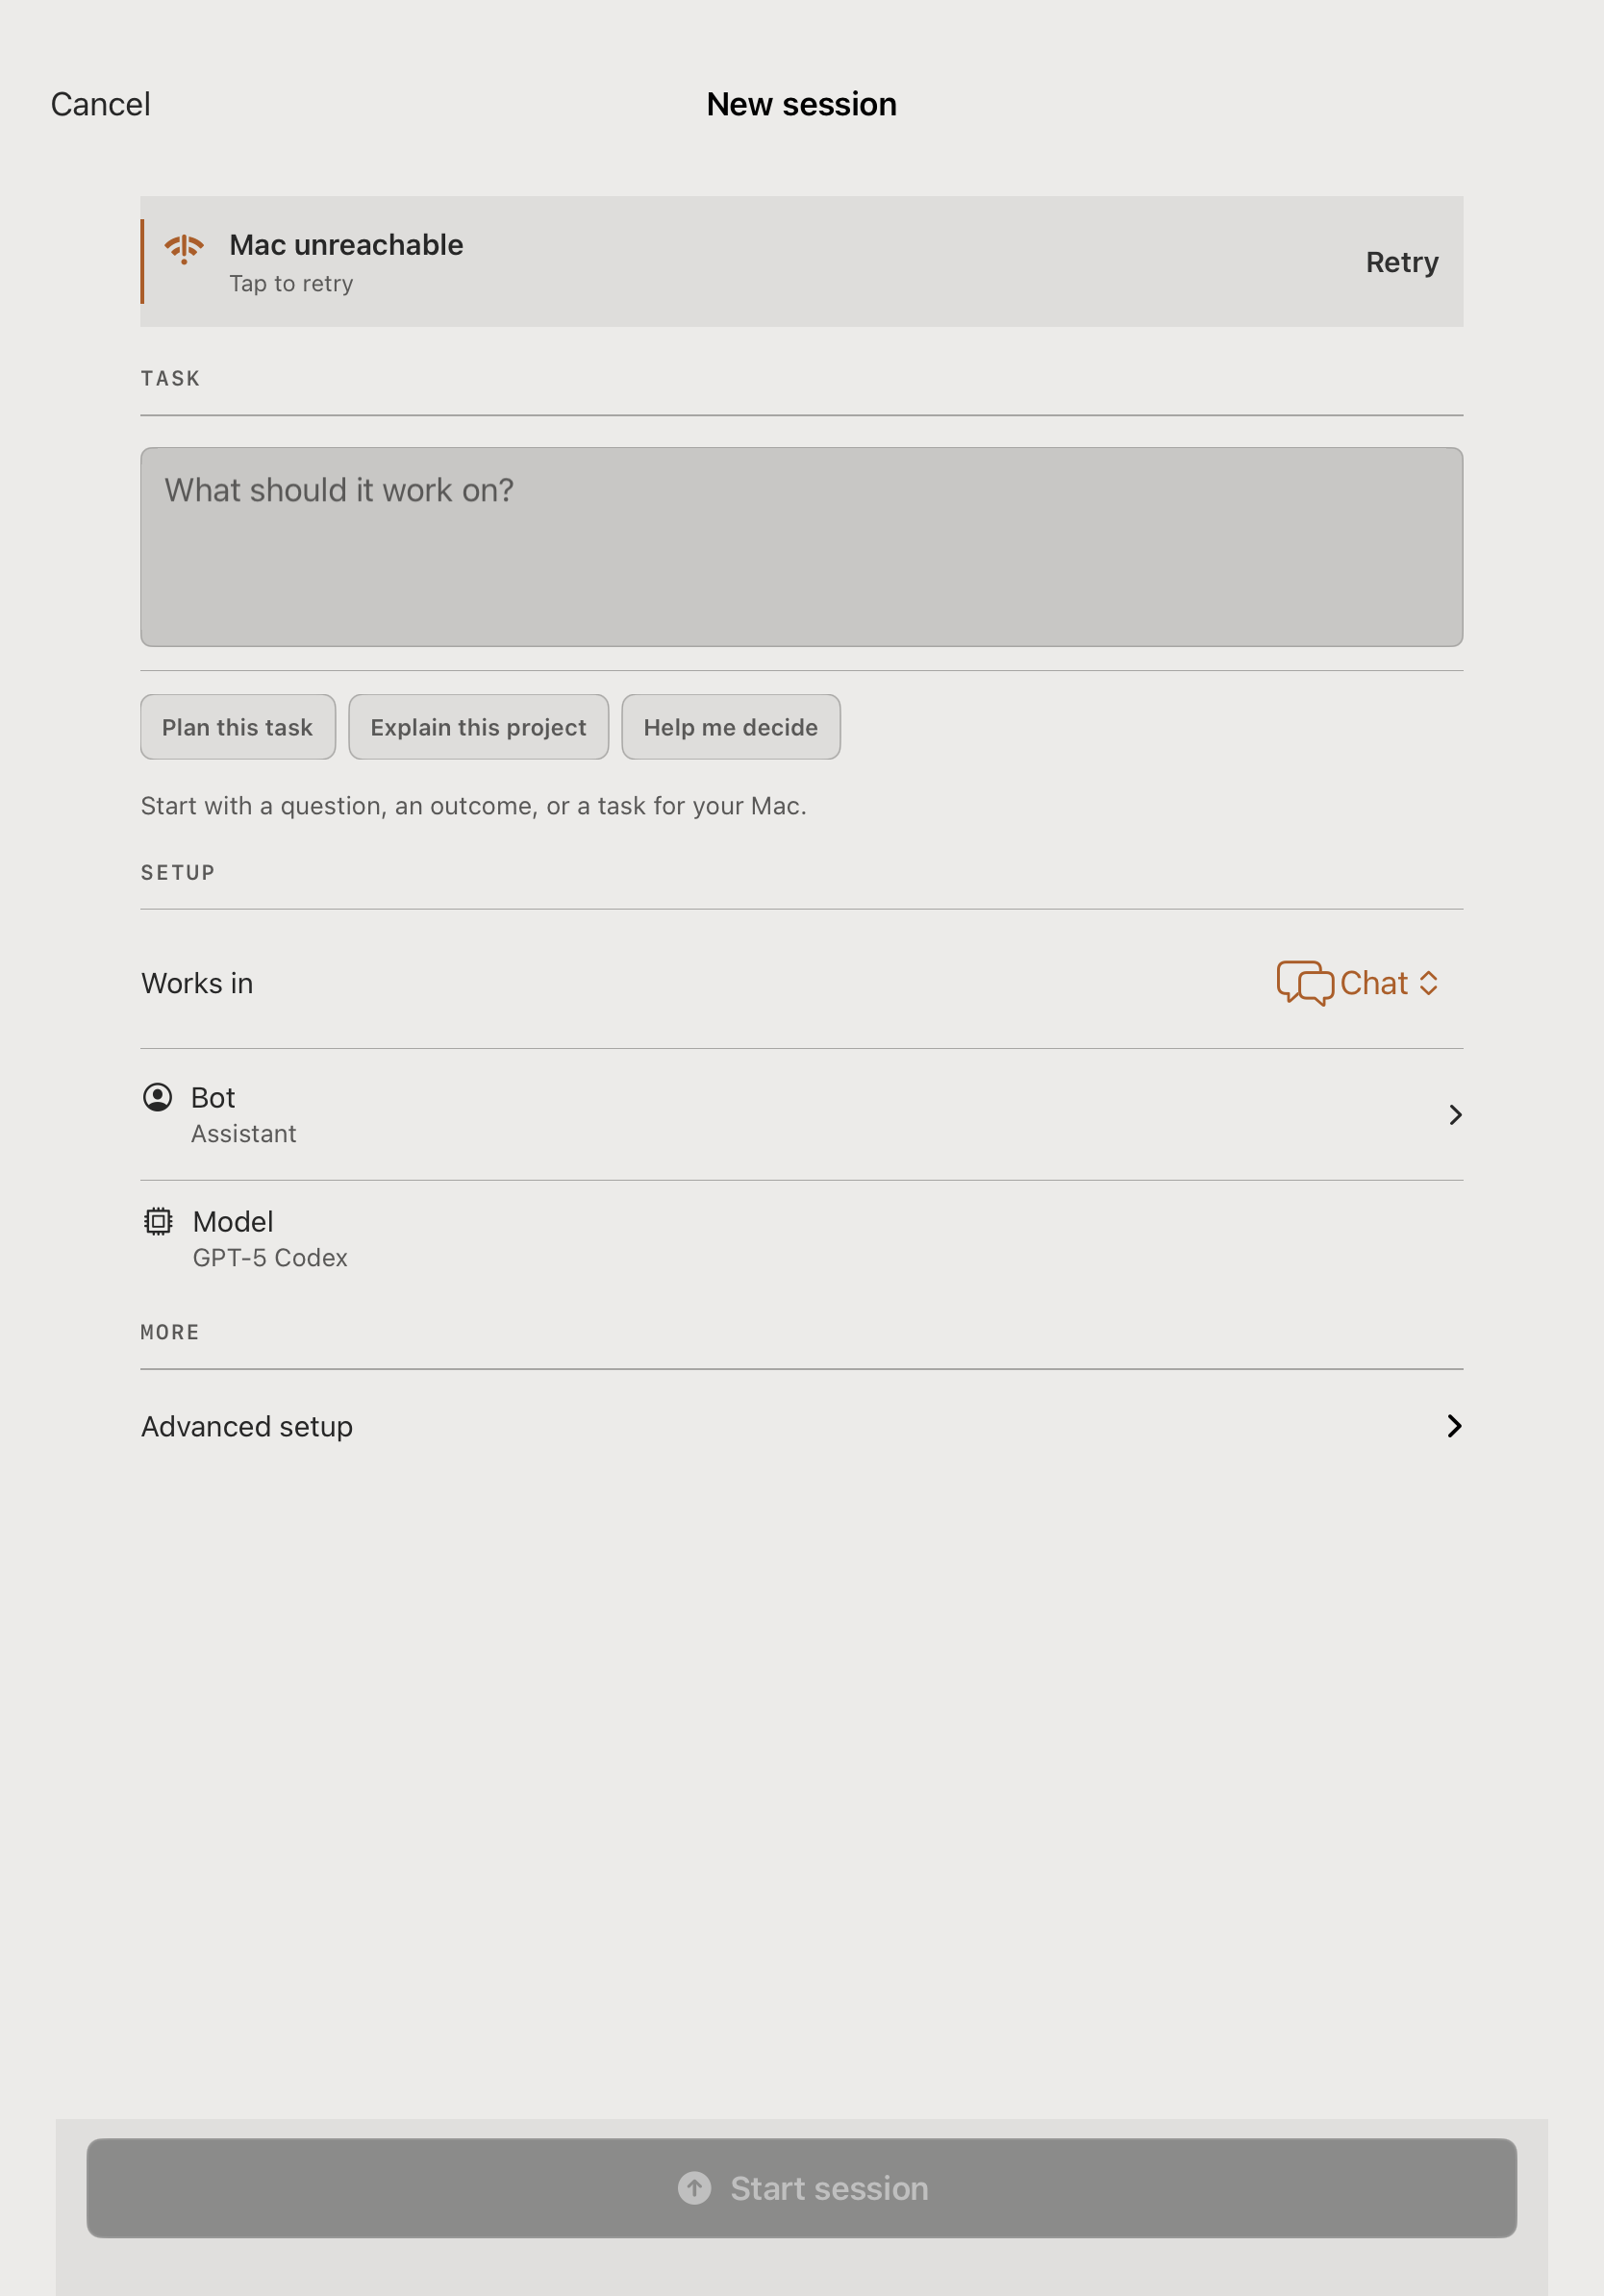 Cancel
New session
Mac unreachable
Tap to retry
Retry
TASK
What should it work on?
Plan this task
Explain this project
Help me decide
Start with a question, an outcome, or a task for your Mac.
SETUP
Works in
Chat
Bot
Assistant
Model
GPT-5 Codex
MORE
Advanced setup
Start session